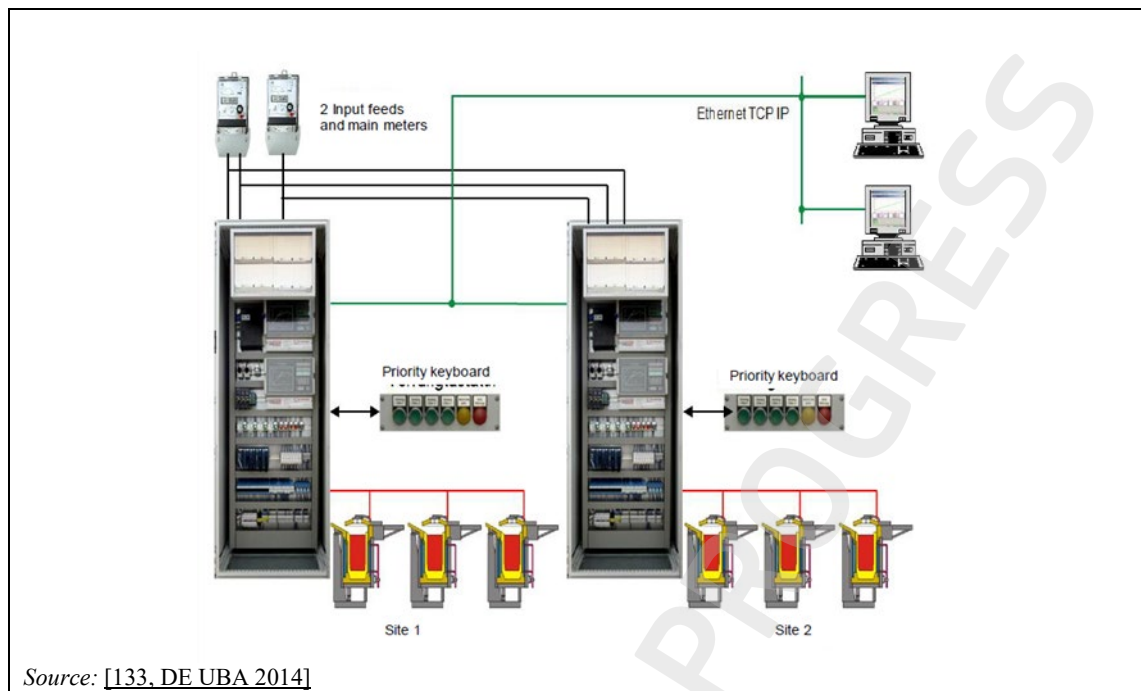 2 Input feeds
and main meters
Ethernet TCP IP
Priority keyboard
Priority keyboard
Site 1
Site 2
Source: [133, DE UBA 2014]
PROGRESS